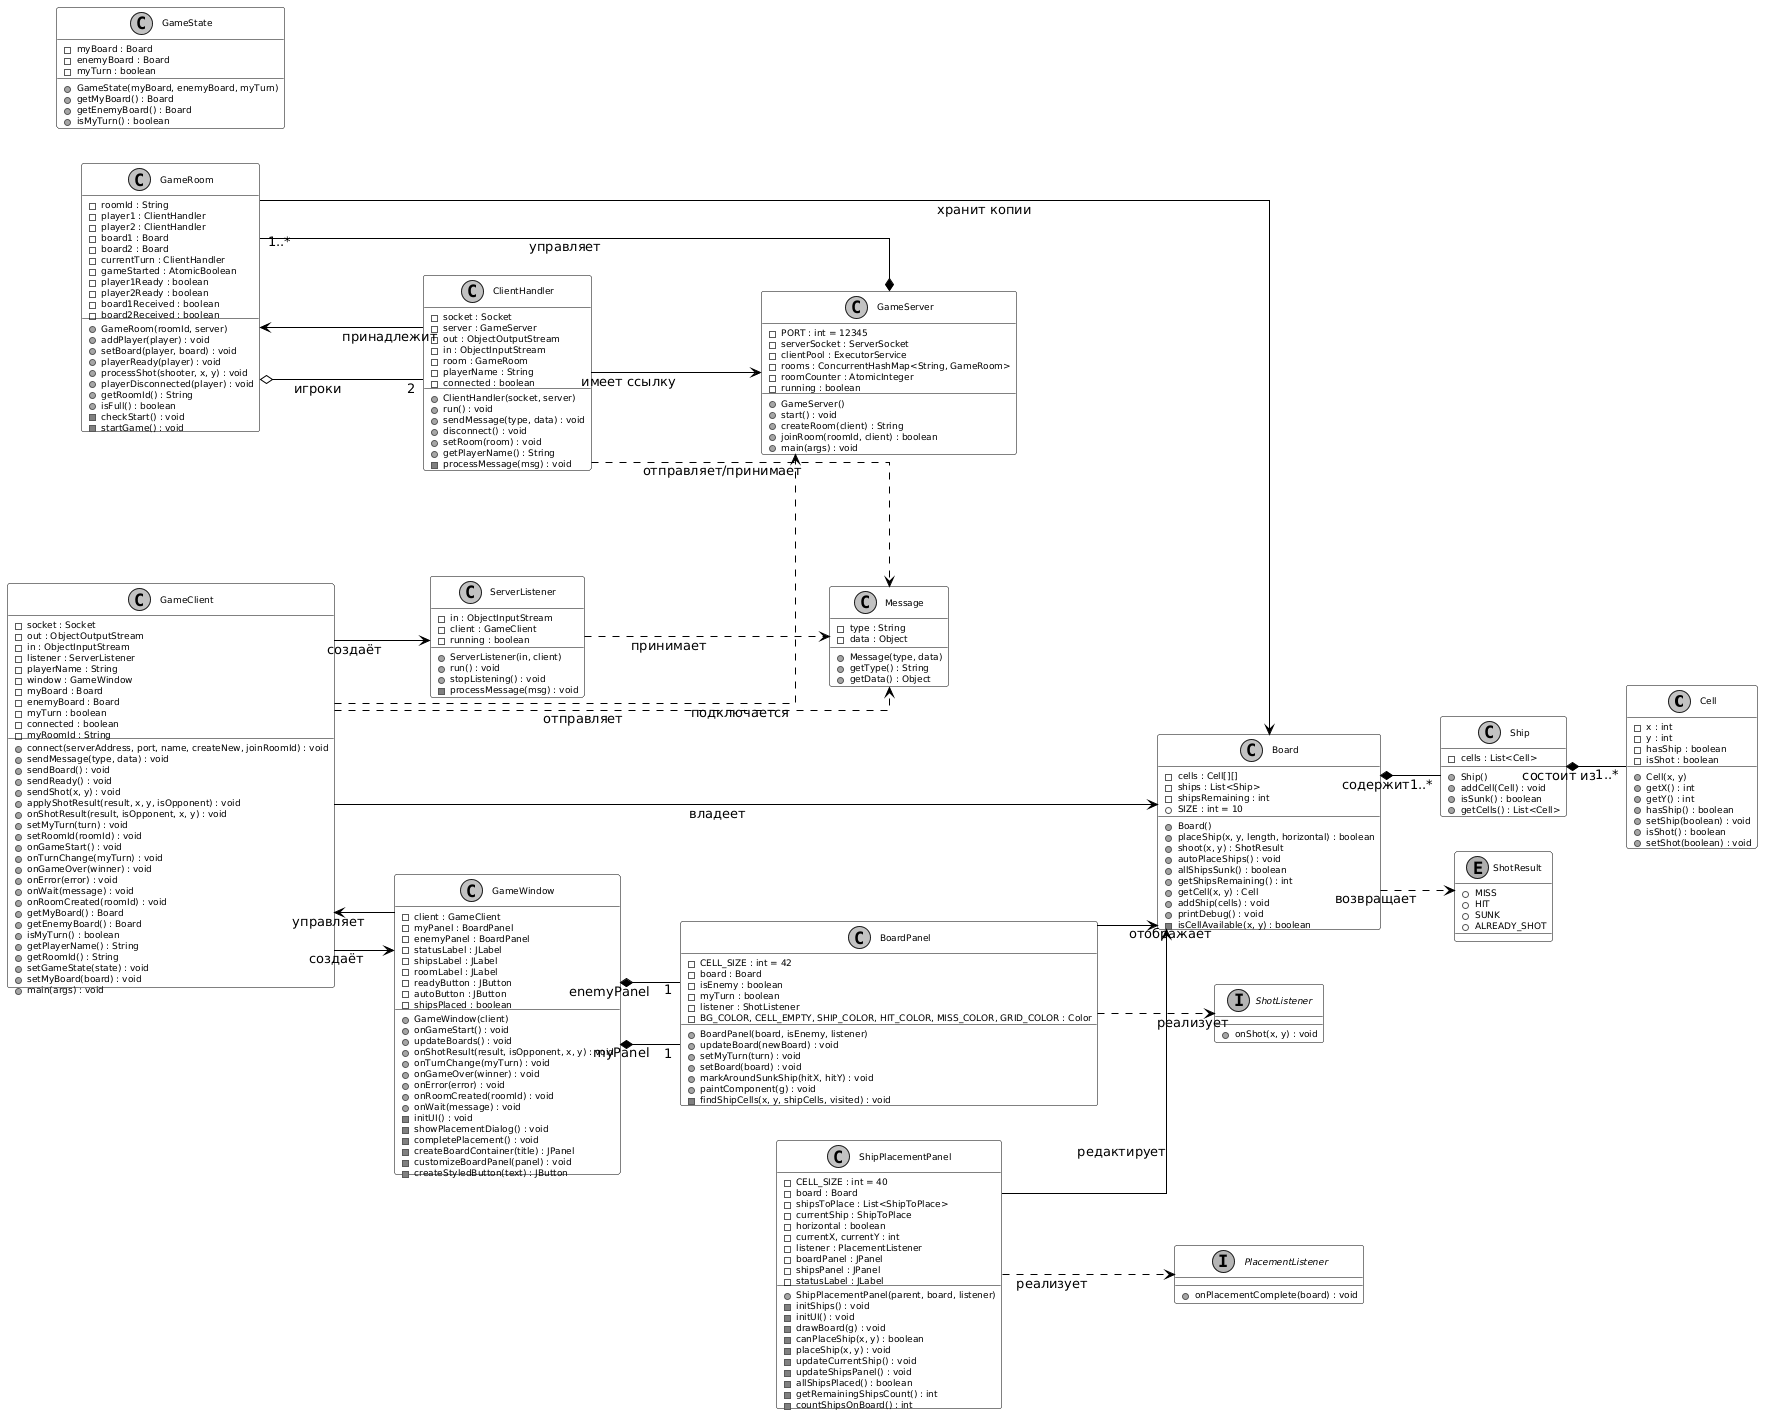 C GameState
myBoard : Board
enemyBoard : Board
myTurn : boolean
GameState(myBoard, enemyBoard, myTurn)
getMyBoard() : Board
getEnemyBoard() : Board
isMyTurn() : boolean
C GameRoom
roomId : String
player1 : ClientHandler
player2 : ClientHandler
board1 : Board
board2 : Board
currentTurn : ClientHandler
gameStarted : AtomicBoolean
player1Ready : boolean
player2Ready : boolean
board1Received : boolean
board2Received : boolean
GameRoom(roomId, server)
addPlayer(player) : void
setBoard(player, board) : void
playerReady(player) : void
processShot(shooter, x, y) : void
playerDisconnected(player) : void
getRoomId() : String
isFull() : boolean
checkStart() : void
startGame() : void
хранит копии
1..*
управляет
принадлежит
игроки
2
C ClientHandler
socket : Socket
server : GameServer
out : ObjectOutputStream
in : ObjectInputStream
room : GameRoom
playerName : String
connected : boolean
ClientHandler(socket, server)
run() : void
sendMessage(type, data) : void
disconnect() : void
setRoom(room) : void
getPlayerName() : String
processMessage(msg) : void
имеет ссылку
отправляет/принимает
C GameServer
PORT : int = 12345
serverSocket : ServerSocket
clientPool : ExecutorService
rooms : ConcurrentHashMap<String, GameRoom>
roomCounter : AtomicInteger
running : boolean
GameServer()
start() : void
createRoom(client) : String
joinRoom(roomId, client) : boolean
main(args) : void
C GameClient
socket : Socket
out : ObjectOutputStream
in : ObjectInputStream
listener : ServerListener
playerName : String
window : GameWindow
myBoard : Board
enemyBoard : Board
myTurn : boolean
connected : boolean
myRoomId : String
connect(serverAddress, port, name, createNew, joinRoomId) : void
sendMessage(type, data) : void
sendBoard() : void
sendReady() : void
sendShot(x, y) : void
applyShotResult(result, x, y, isOpponent) : void
onShotResult(result, isOpponent, x, y) : void
setMyTurn(turn) : void
setRoomId(roomId) : void
onGameStart() : void
onTurnChange(myTurn) : void
onGameOver(winner) : void
onError(error) : void
onWait(message) : void
onRoomCreated(roomId) : void
getMyBoard() : Board
getEnemyBoard() : Board
isMyTurn() : boolean
getPlayerName() : String
getRoomId() : String
setGameState(state) : void
setMyBoard(board) : void
main(args) : void
создаёт
C ServerListener
in : ObjectInputStream
client : GameClient
running : boolean
ServerListener(in, client)
run() : void
stopListening() : void
processMessage(msg) : void
принимает
отправляет
подключается
C Message
type : String
data : Object
Message(type, data)
getType() : String
getData() : Object
владеет
управляет
создаёт
C GameWindow
client : GameClient
myPanel : BoardPanel
enemyPanel : BoardPanel
statusLabel : JLabel
shipsLabel : JLabel
roomLabel : JLabel
readyButton : JButton
autoButton : JButton
shipsPlaced : boolean
GameWindow(client)
onGameStart() : void
updateBoards() : void
onShotResult(result, isOpponent, x, y) : void
onTurnChange(myTurn) : void
onGameOver(winner) : void
onError(error) : void
onRoomCreated(roomId) : void
onWait(message) : void
initUI() : void
showPlacementDialog() : void
completePlacement() : void
createBoardContainer(title) : JPanel
customizeBoardPanel(panel) : void
createStyledButton(text) : JButton
enemyPanel
1
myPanel
1
C BoardPanel
CELL_SIZE : int = 42
board : Board
isEnemy : boolean
myTurn : boolean
listener : ShotListener
BG_COLOR, CELL_EMPTY, SHIP_COLOR, HIT_COLOR, MISS_COLOR, GRID_COLOR : Color
BoardPanel(board, isEnemy, listener)
updateBoard(newBoard) : void
setMyTurn(turn) : void
setBoard(board) : void
markAroundSunkShip(hitX, hitY) : void
paintComponent(g) : void
findShipCells(x, y, shipCells, visited) : void
отображает
реализует
C Board
cells : Cell[][]
ships : List<Ship>
shipsRemaining : int
SIZE : int = 10
Board()
placeShip(x, y, length, horizontal) : boolean
shoot(x, y) : ShotResult
autoPlaceShips() : void
allShipsSunk() : boolean
getShipsRemaining() : int
getCell(x, y) : Cell
addShip(cells) : void
printDebug() : void
isCellAvailable(x, y) : boolean
содержит
1..*
возвращает
C Ship
cells : List<Cell>
Ship()
addCell(Cell) : void
isSunk() : boolean
getCells() : List<Cell>
состоит из
1..*
C Cell
x : int
y : int
hasShip : boolean
isShot : boolean
Cell(x, y)
getX() : int
getY() : int
hasShip() : boolean
setShip(boolean) : void
isShot() : boolean
setShot(boolean) : void
E ShotResult
MISS
HIT
SUNK
ALREADY_SHOT
I ShotListener
onShot(x, y) : void
C ShipPlacementPanel
CELL_SIZE : int = 40
board : Board
shipsToPlace : List<ShipToPlace>
currentShip : ShipToPlace
horizontal : boolean
currentX, currentY : int
listener : PlacementListener
boardPanel : JPanel
shipsPanel : JPanel
statusLabel : JLabel
ShipPlacementPanel(parent, board, listener)
initShips() : void
initUI() : void
drawBoard(g) : void
canPlaceShip(x, y) : boolean
placeShip(x, y) : void
updateCurrentShip() : void
updateShipsPanel() : void
allShipsPlaced() : boolean
getRemainingShipsCount() : int
countShipsOnBoard() : int
редактирует
реализует
I PlacementListener
onPlacementComplete(board) : void